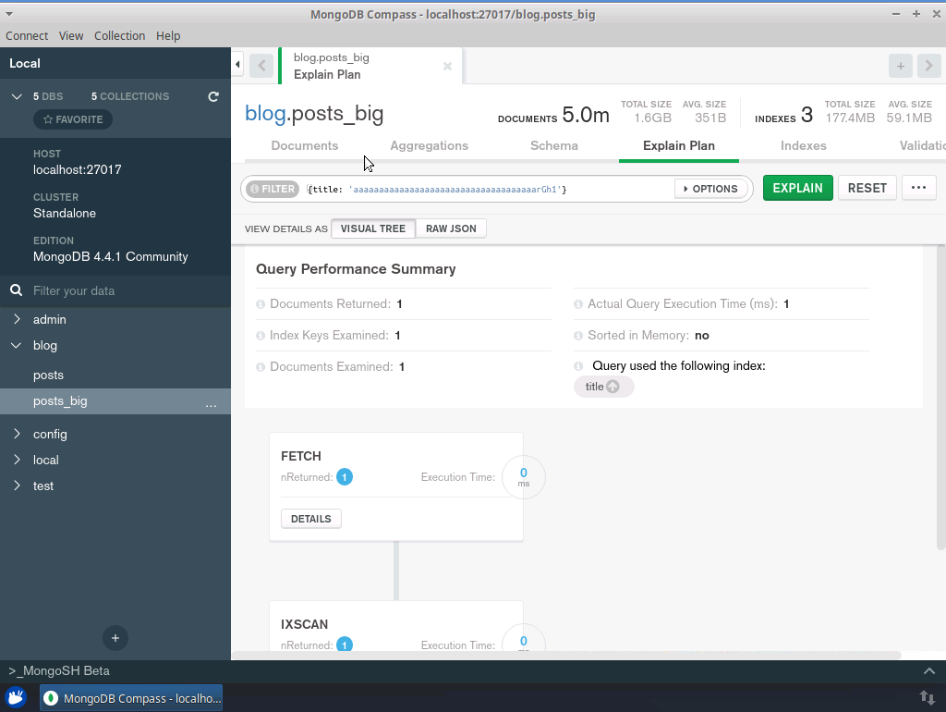 MongoDB Compass - localhost:27017/blog.posts_big
Connect View Collection Help
Local
5 DBS 5 COLLECTIONS
FAVORITE
HOST
localhost:27017
CLUSTER
Standalone
EDITION
MongoDB 4.4.1 Community
Filter your data
admin
blog
posts
posts_big ...
config
local
test
blog.posts_big
Explain Plan
blog.posts_big
DOCUMENTS 5.0m TOTAL SIZE 1.6GB AVG. SIZE 351B
INDEXES 3 TOTAL SIZE 177.4MB AVG. SIZE 59.1MB
Documents Aggregations Schema Explain Plan Indexes Validatio
FILTER OPTIONS EXPLAIN RESET ...
VIEW DETAILS AS VISUAL TREE RAW JSON
Query Performance Summary
Documents Returned: 1
Index Keys Examined: 1
Documents Examined: 1
Actual Query Execution Time (ms): 1
Sorted in Memory: no
Query used the following index:
title
FETCH
nReturned: 1 Execution Time: 0 ms
DETAILS
IXSCAN
nReturned: 1 Execution Time: 0
>_MongoSH Beta
MongoDB Compass - localho...